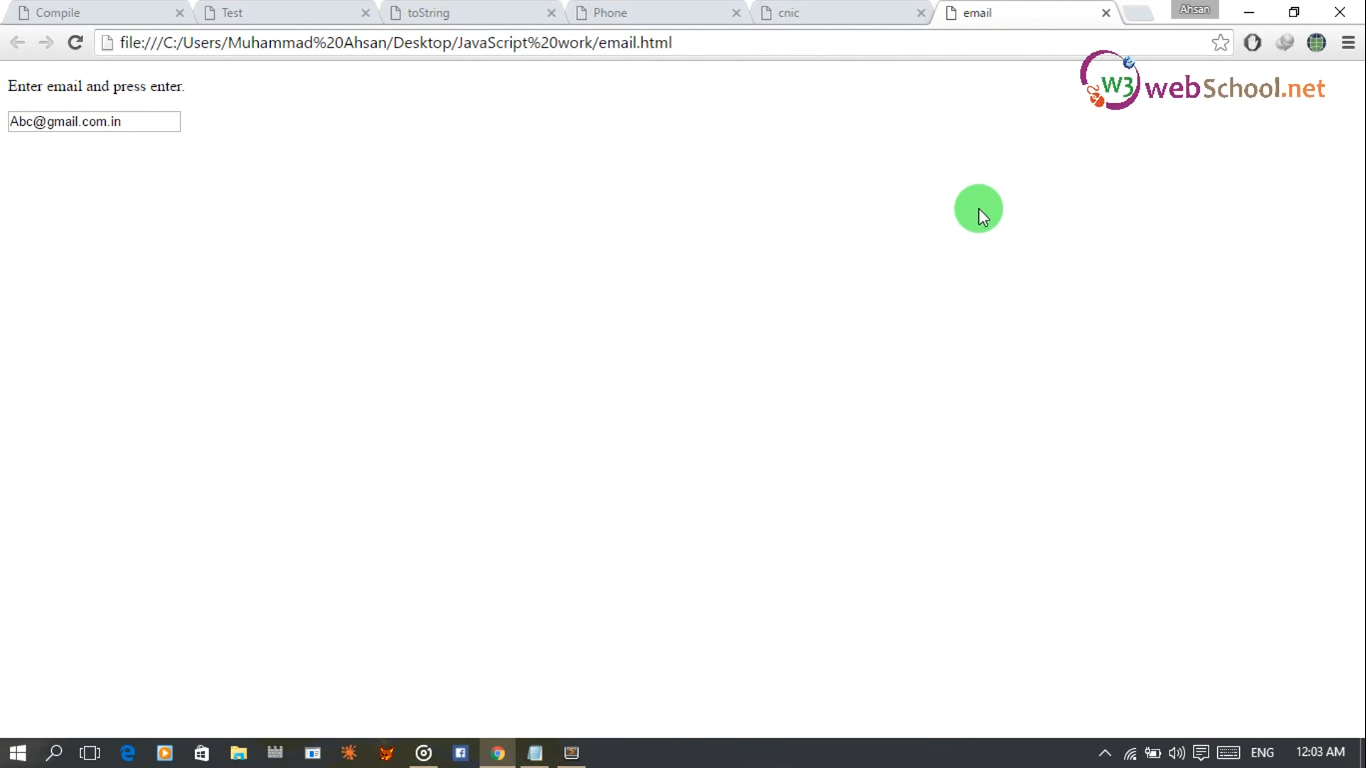 Compile
Test
toString
Phone
cnic
email
Ahsan
file:///C:/Users/Muhammad%20Ahsan/Desktop/JavaScript%20work/email.html
W3 webSchool.net
Enter email and press enter.
Abc@gmail.com.in
ENG
12:03 AM